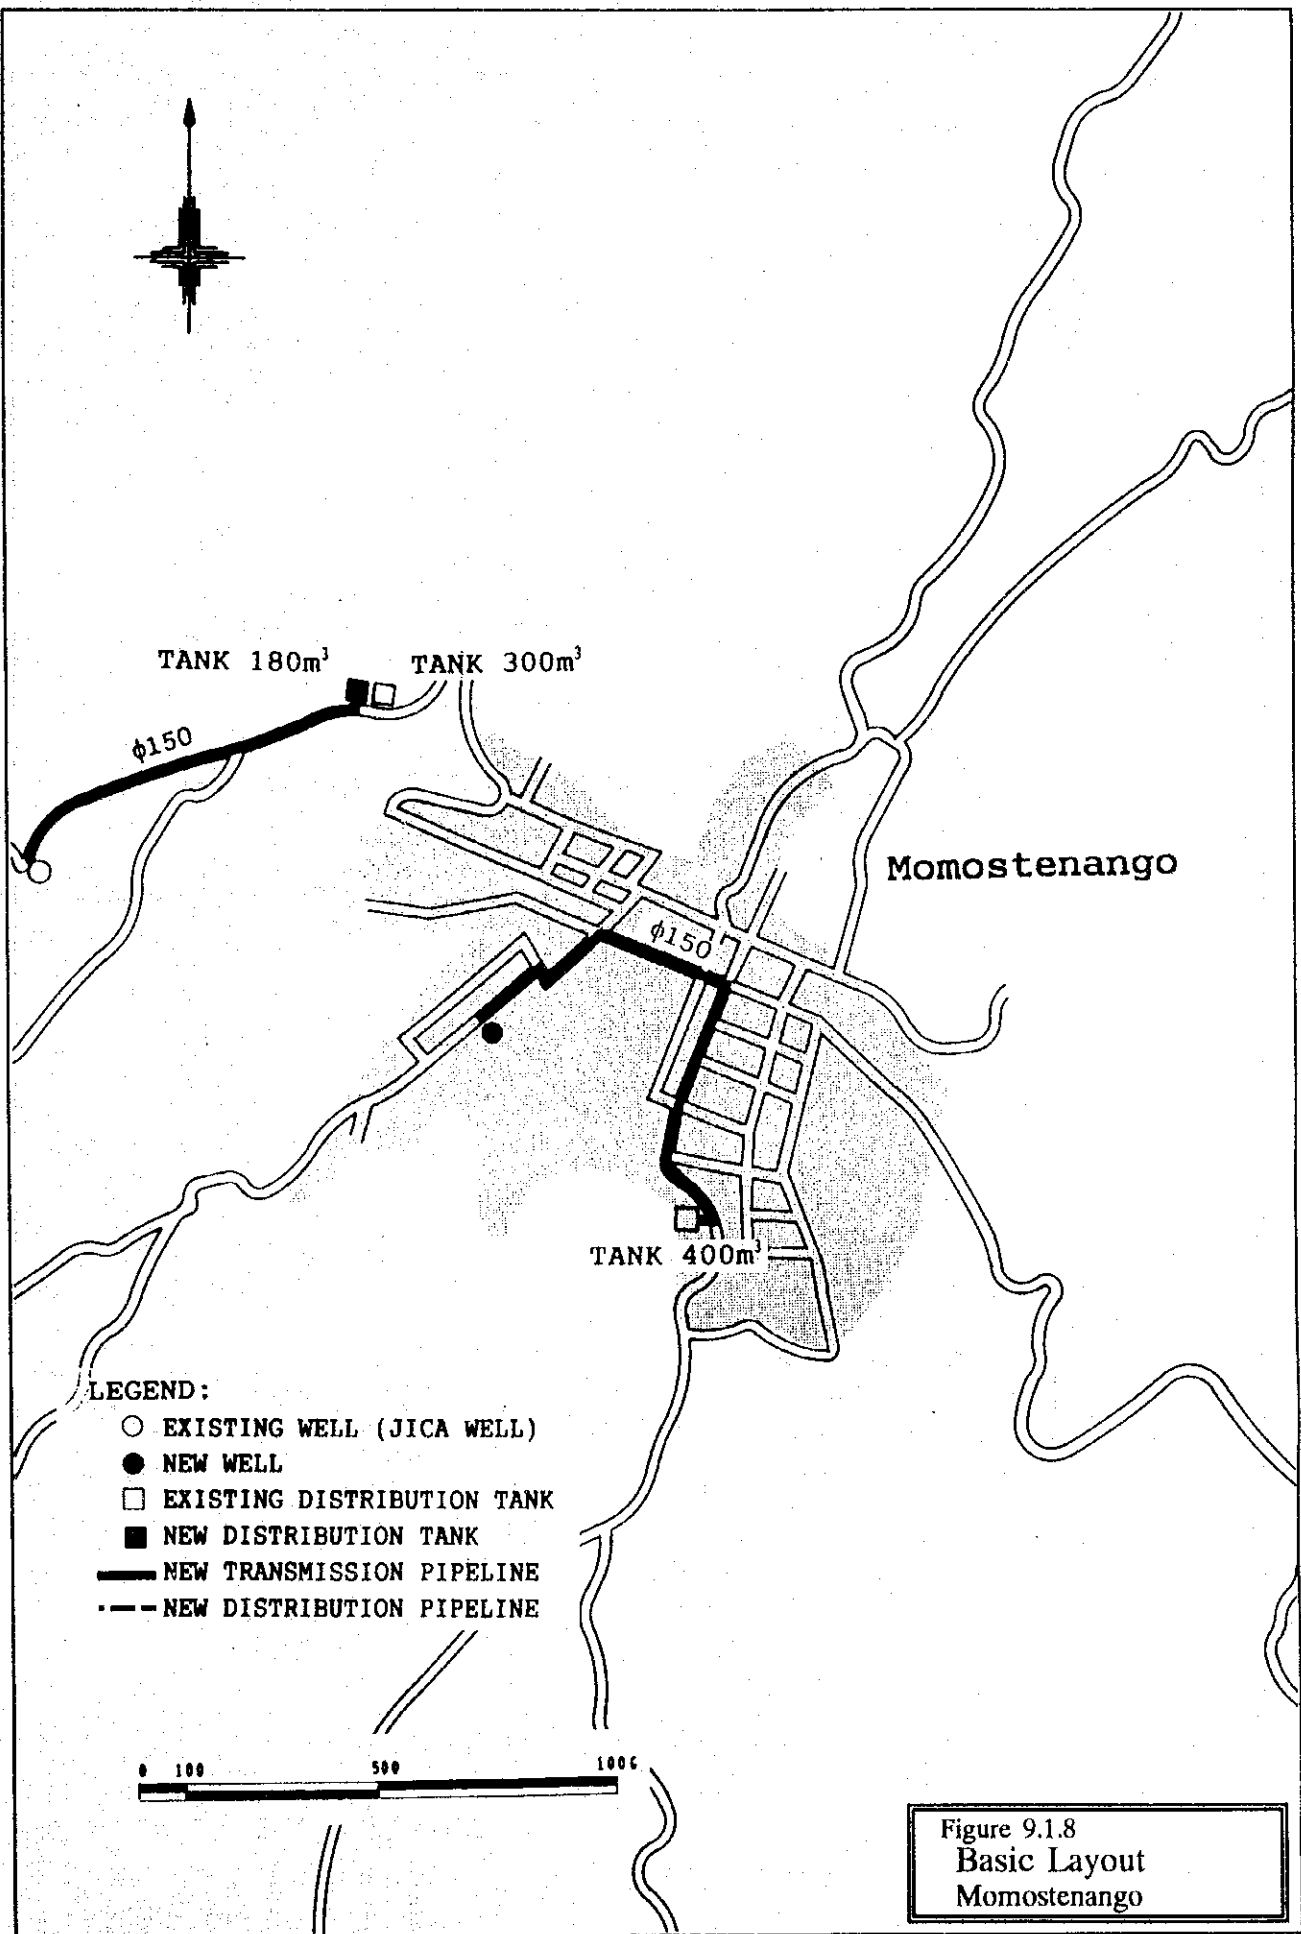 TANK 180m³ TANK 300m³
φ150
Momostenango
φ150
TANK 400m³
LEGEND:
EXISTING WELL (JICA WELL)
NEW WELL
EXISTING DISTRIBUTION TANK
NEW DISTRIBUTION TANK
NEW TRANSMISSION PIPELINE
NEW DISTRIBUTION PIPELINE
0 100 500 1000
Figure 9.1.8
Basic Layout
Momostenango